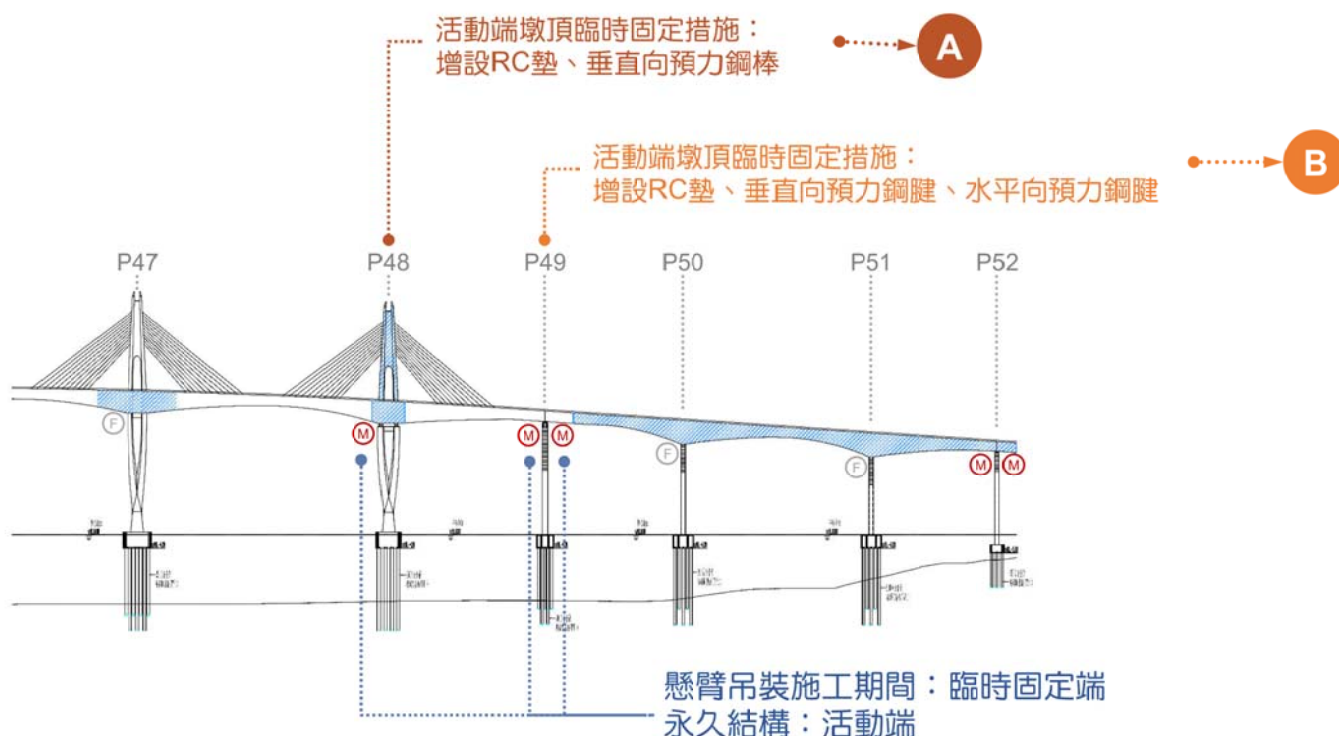 活動端墩頂臨時固定措施：
增設RC墊、垂直向預力鋼棒
A
活動端墩頂臨時固定措施：
增設RC墊、垂直向預力鋼腱、水平向預力鋼腱
B
P47
P48
P49
P50
P51
P52
F
M
M
M
F
F
M
M
懸臂吊裝施工期間：臨時固定端
永久結構：活動端